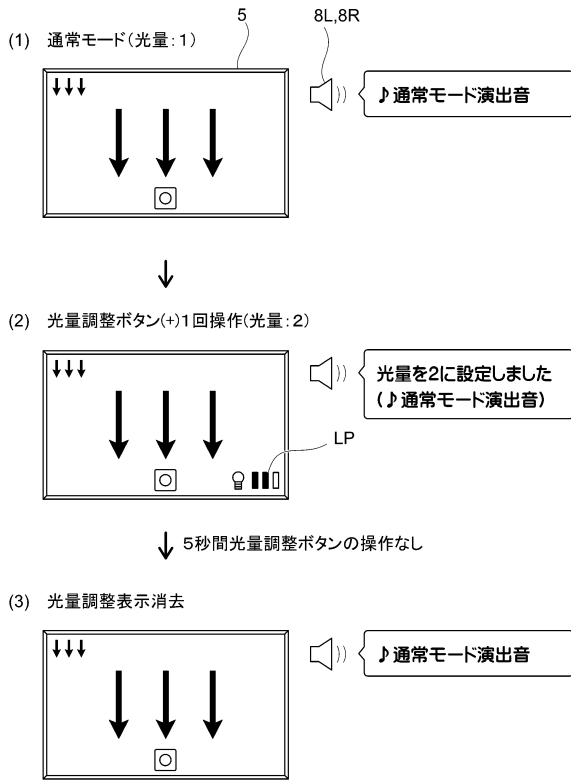 5
8L,8R
(1) 通常モード(光量:1)
♪通常モード演出音
(2) 光量調整ボタン(+)1回操作(光量:2)
光量を2に設定しました
(♪通常モード演出音)
LP
5秒間光量調整ボタンの操作なし
(3) 光量調整表示消去
♪通常モード演出音